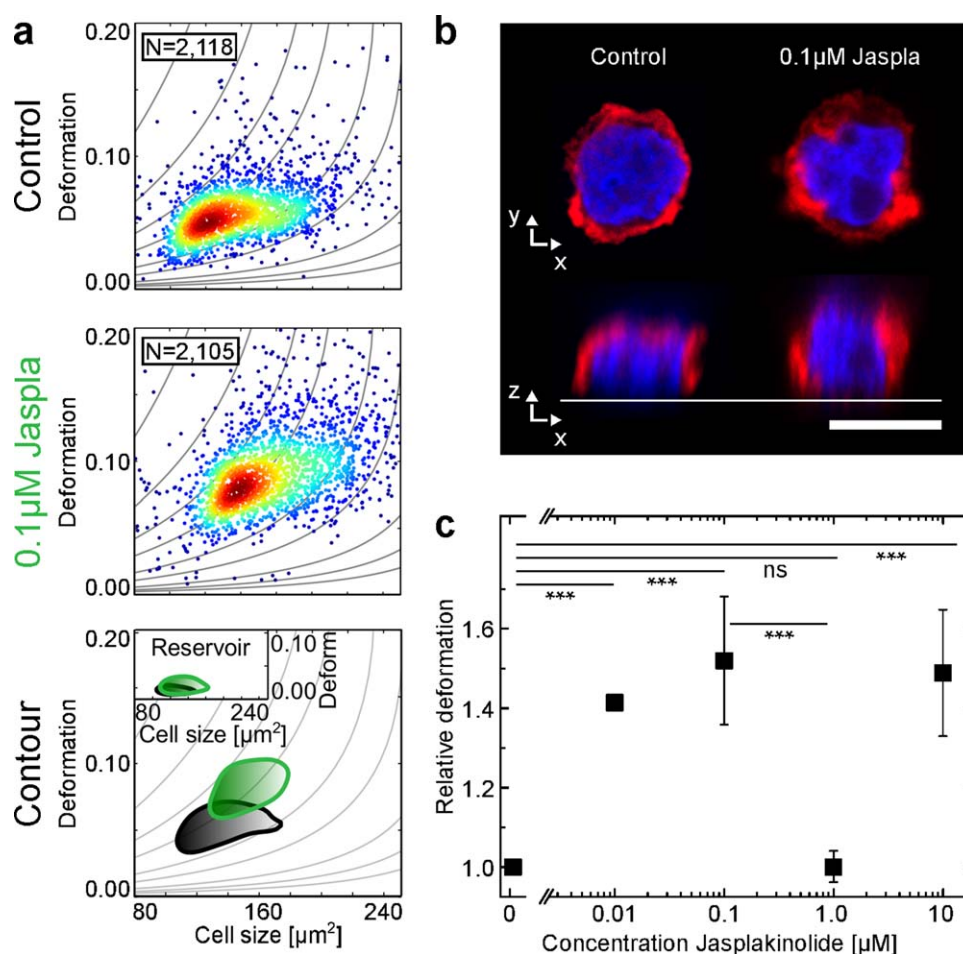 a
Control
Deformation
0.20
0.10
0.00
N=2,118
0.1µM Jaspla
Deformation
0.20
0.10
0.00
N=2,105
Contour
Deformation
0.20
0.10
0.00
Reservoir
0.10
0.00
Deform
80 240
Cell size [µm²]
80 160 240
Cell size [µm²]
b
Control 0.1µM Jaspla
y
x
z
x
c
***
ns
***
***
***
Relative deformation
1.6
1.4
1.2
1.0
0 0.01 0.1 1.0 10
Concentration Jasplakinolide [µM]